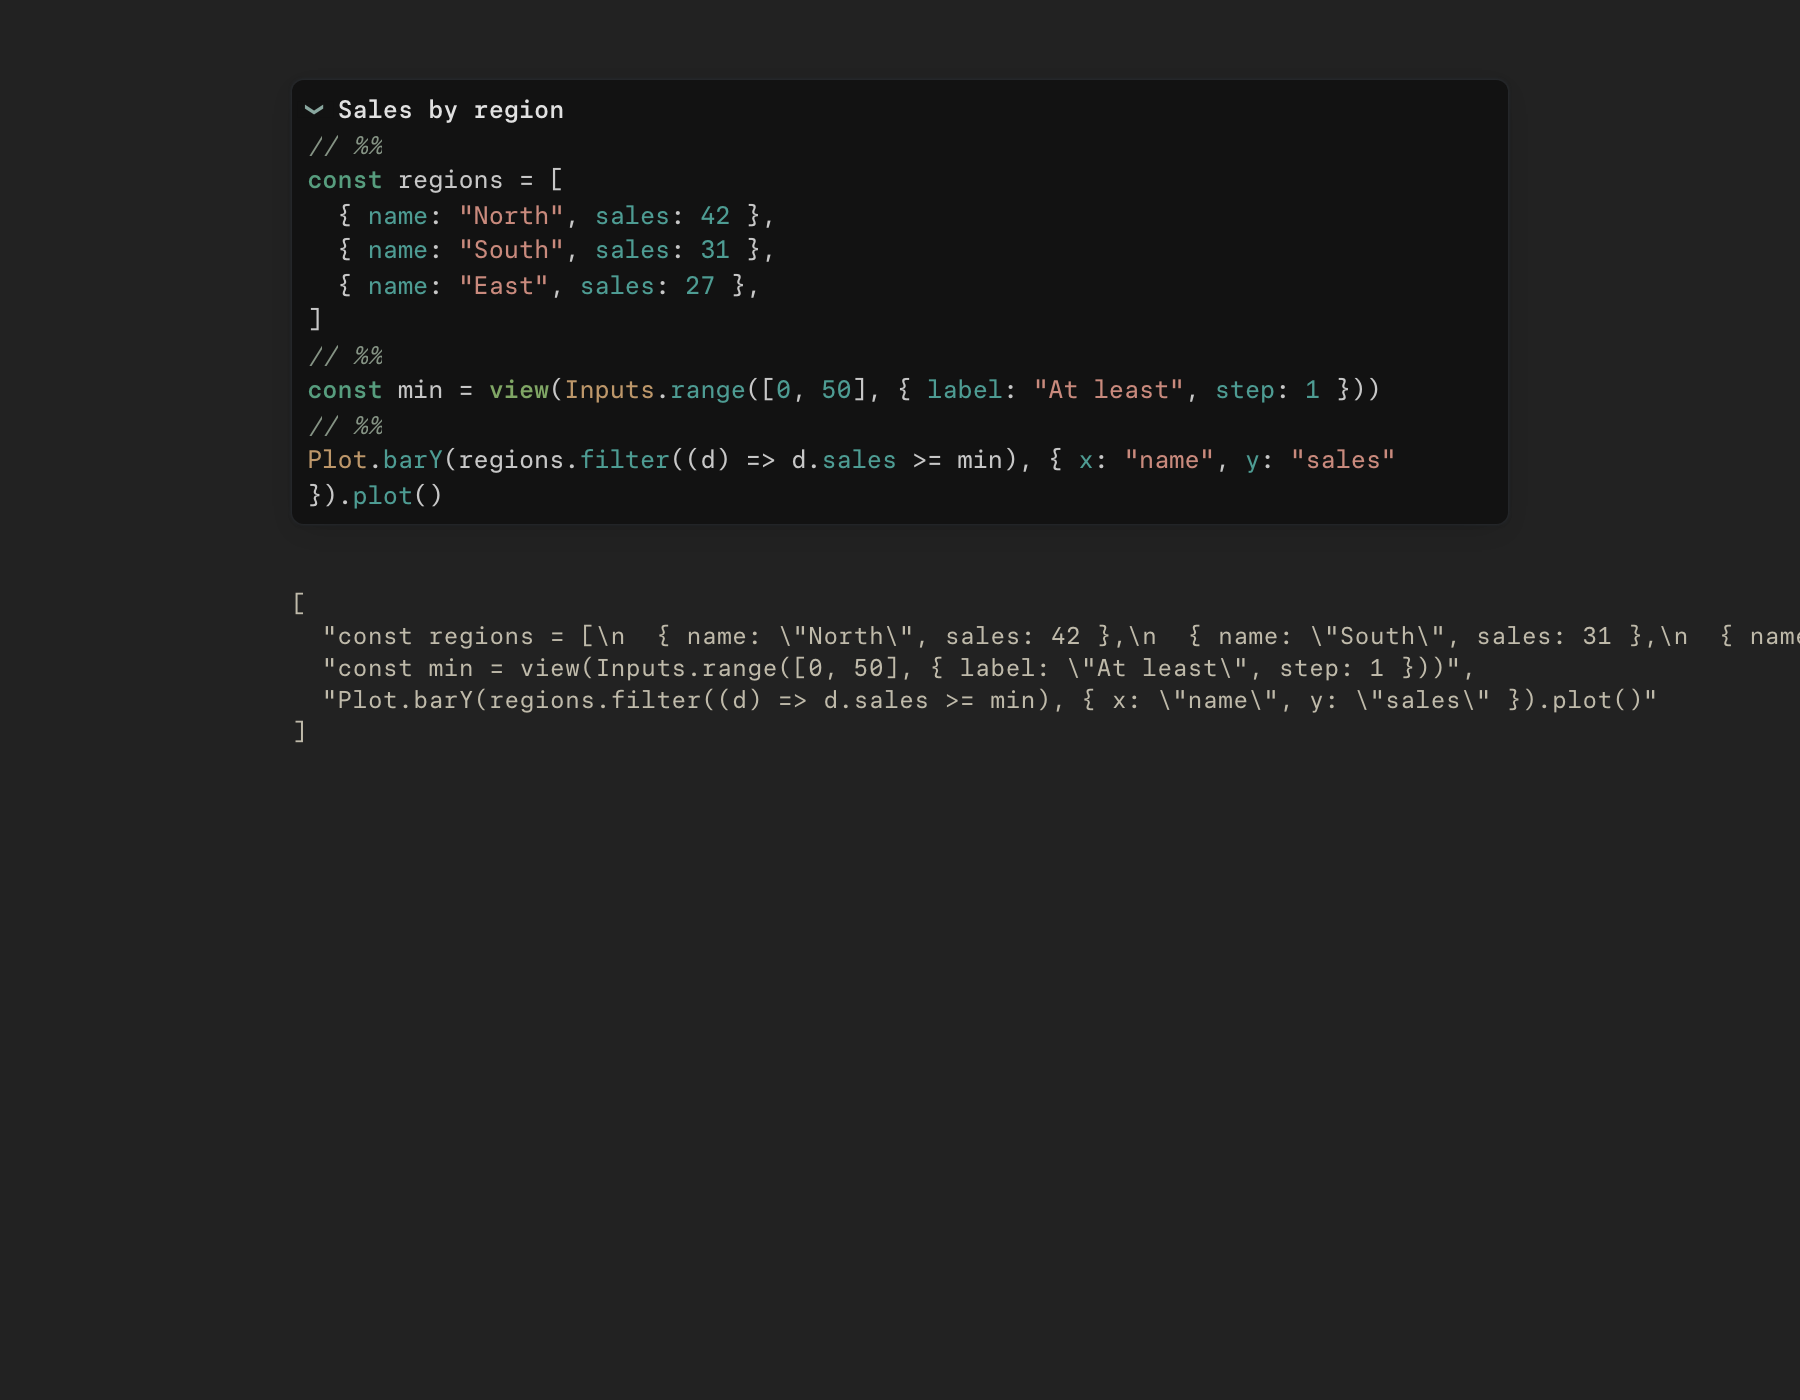 Sales by region
// %%
const regions = [
  { name: "North", sales: 42 },
  { name: "South", sales: 31 },
  { name: "East", sales: 27 },
]
// %%
const min = view(Inputs.range([0, 50], { label: "At least", step: 1 }))
// %%
Plot.barY(regions.filter((d) => d.sales >= min), { x: "name", y: "sales"
}).plot()
[
  "const regions = [\n  { name: \"North\", sales: 42 },\n  { name: \"South\", sales: 31 },\n  { name
  "const min = view(Inputs.range([0, 50], { label: \"At least\", step: 1 }))",
  "Plot.barY(regions.filter((d) => d.sales >= min), { x: \"name\", y: \"sales\" }).plot()"
]